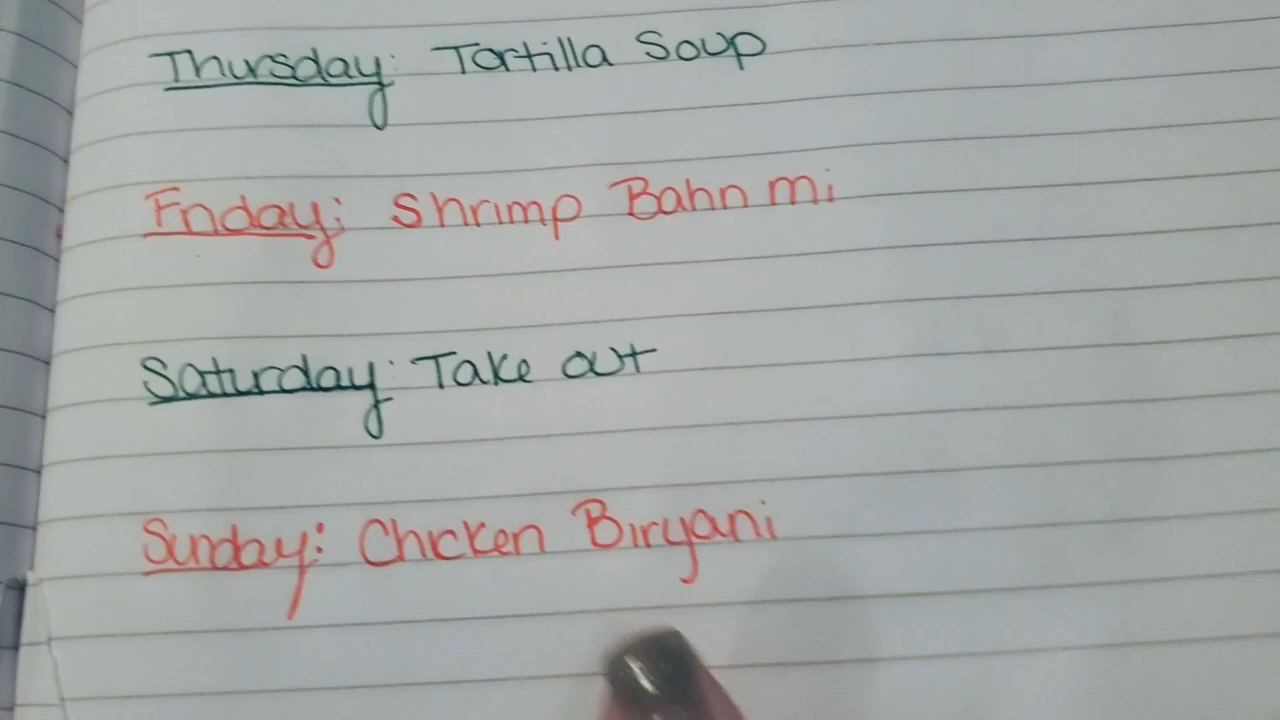 Thursday: Tortilla Soup
Friday: Shrimp Bahn mi
Saturday: Take out
Sunday: Chicken Biryani